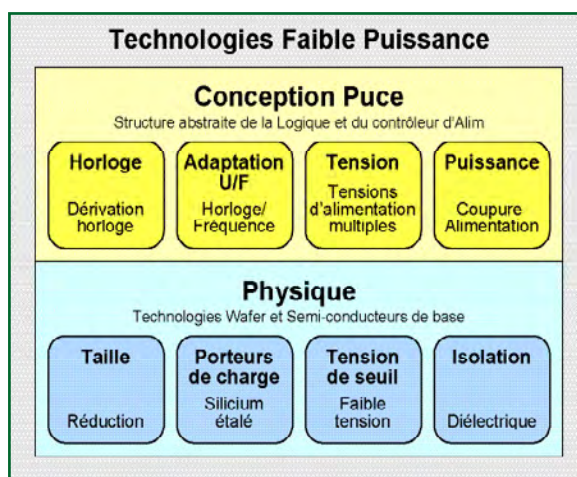 Technologies Faible Puissance
Conception Puce
Structure abstraite de la Logique et du contrôleur d'Alim
Horloge
Dérivation
horloge
Adaptation
U/F
Horloge/
Fréquence
Tension
Tensions
d'alimentation
multiples
Puissance
Coupure
Alimentation
Physique
Technologies Wafer et Semi-conducteurs de base
Taille
Réduction
Porteurs
de charge
Silicium
étalé
Tension
de seuil
Faible
tension
Isolation
Diélectrique